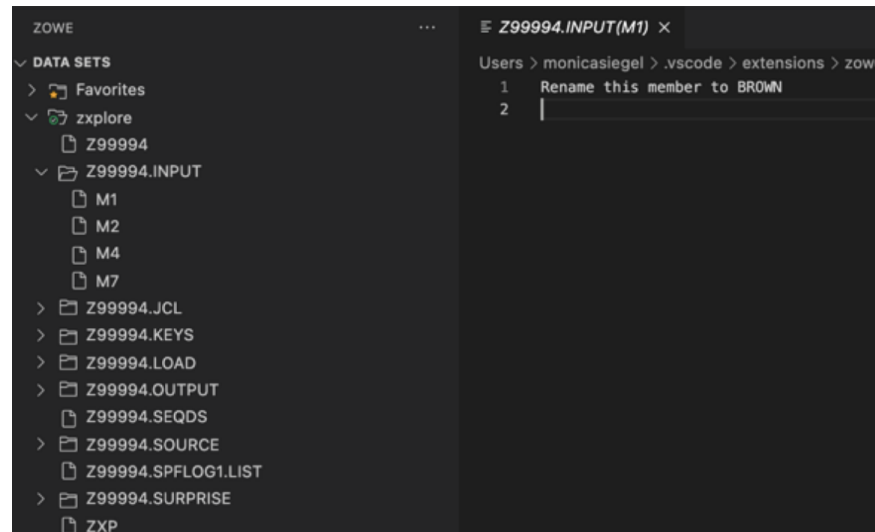 ZOWE
DATA SETS
Favorites
zxplore
Z99994
Z99994.INPUT
M1
M2
M4
M7
Z99994.JCL
Z99994.KEYS
Z99994.LOAD
Z99994.OUTPUT
Z99994.SEQDS
Z99994.SOURCE
Z99994.SPFLOG1.LIST
Z99994.SURPRISE
ZXP
Z99994.INPUT(M1) ×
Users > monicasiegel > .vscode > extensions > zow
1 Rename this member to BROWN
2